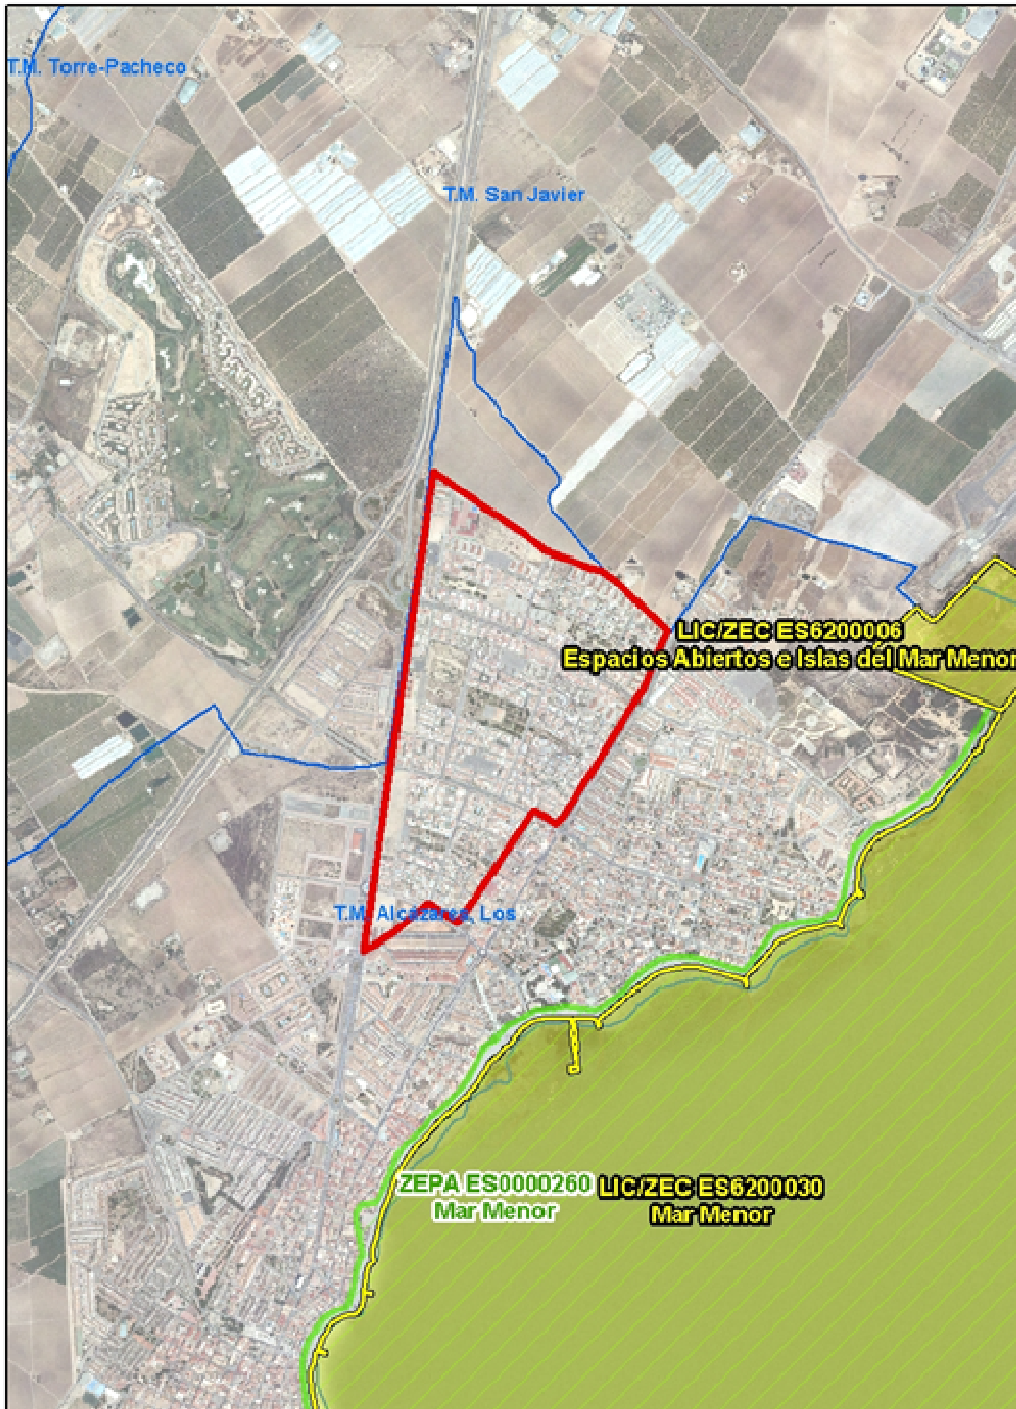 T.M. Torre-Pacheco
T.M. San Javier
LIC/ZEC ES6200006
Espacios Abiertos e Islas del Mar Menor
T.M. Alcázares, Los
ZEPA ES0000260
Mar Menor
LIC/ZEC ES6200030
Mar Menor